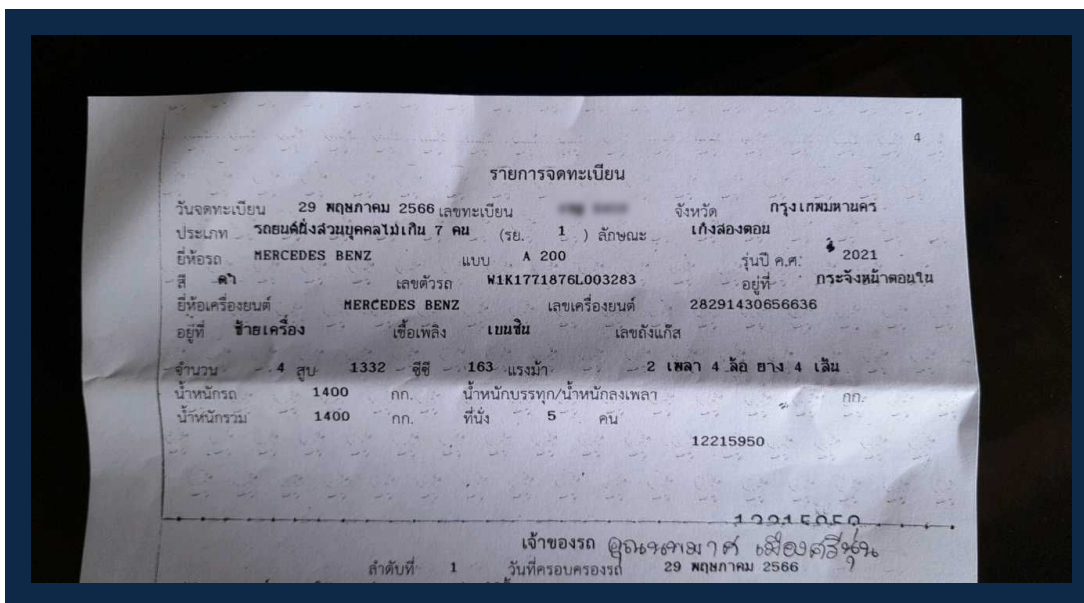 4
รายการจดทะเบียน
วันจดทะเบียน 29 พฤษภาคม 2566 เลขทะเบียน จังหวัด กรุงเทพมหานคร
ประเภท รถยนต์นั่งส่วนบุคคลไม่เกิน 7 คน (รย. 1 ) ลักษณะ เก๋งสองตอน
ยี่ห้อรถ MERCEDES BENZ แบบ A 200 รุ่นปี ค.ศ. 2021
สี ดำ เลขตัวรถ W1K1771876L003283 อยู่ที่ กระจังหน้าตอนใน
ยี่ห้อเครื่องยนต์ MERCEDES BENZ เลขเครื่องยนต์ 28291430656636
อยู่ที่ ซ้ายเครื่อง เชื้อเพลิง เบนซิน เลขถังแก๊ส
จำนวน 4 สูบ 1332 ซีซี 163 แรงม้า 2 เพลา 4 ล้อ ยาง 4 เส้น
น้ำหนักรถ 1400 กก. น้ำหนักบรรทุก/น้ำหนักลงเพลา กก.
น้ำหนักรวม 1400 กก. ที่นั่ง 5 คน
12215950
12215950
เจ้าของรถ
ลำดับที่ 1 วันที่ครอบครองรถ 29 พฤษภาคม 2566